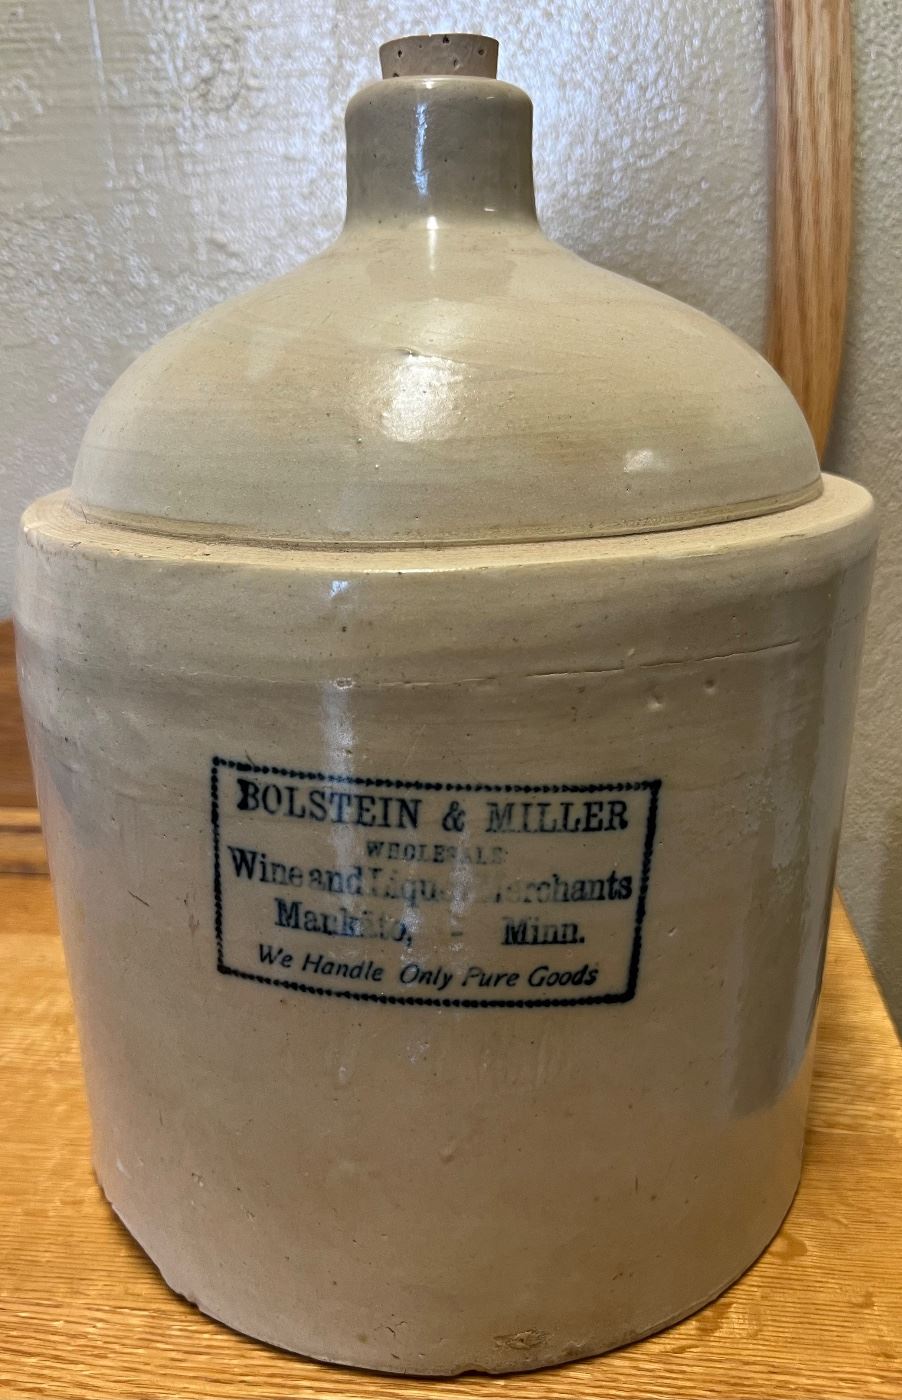 BOLSTEIN & MILLER
WHOLESALE
Wine and Liquor Merchants
Mankato, - Minn.
We Handle Only Pure Goods